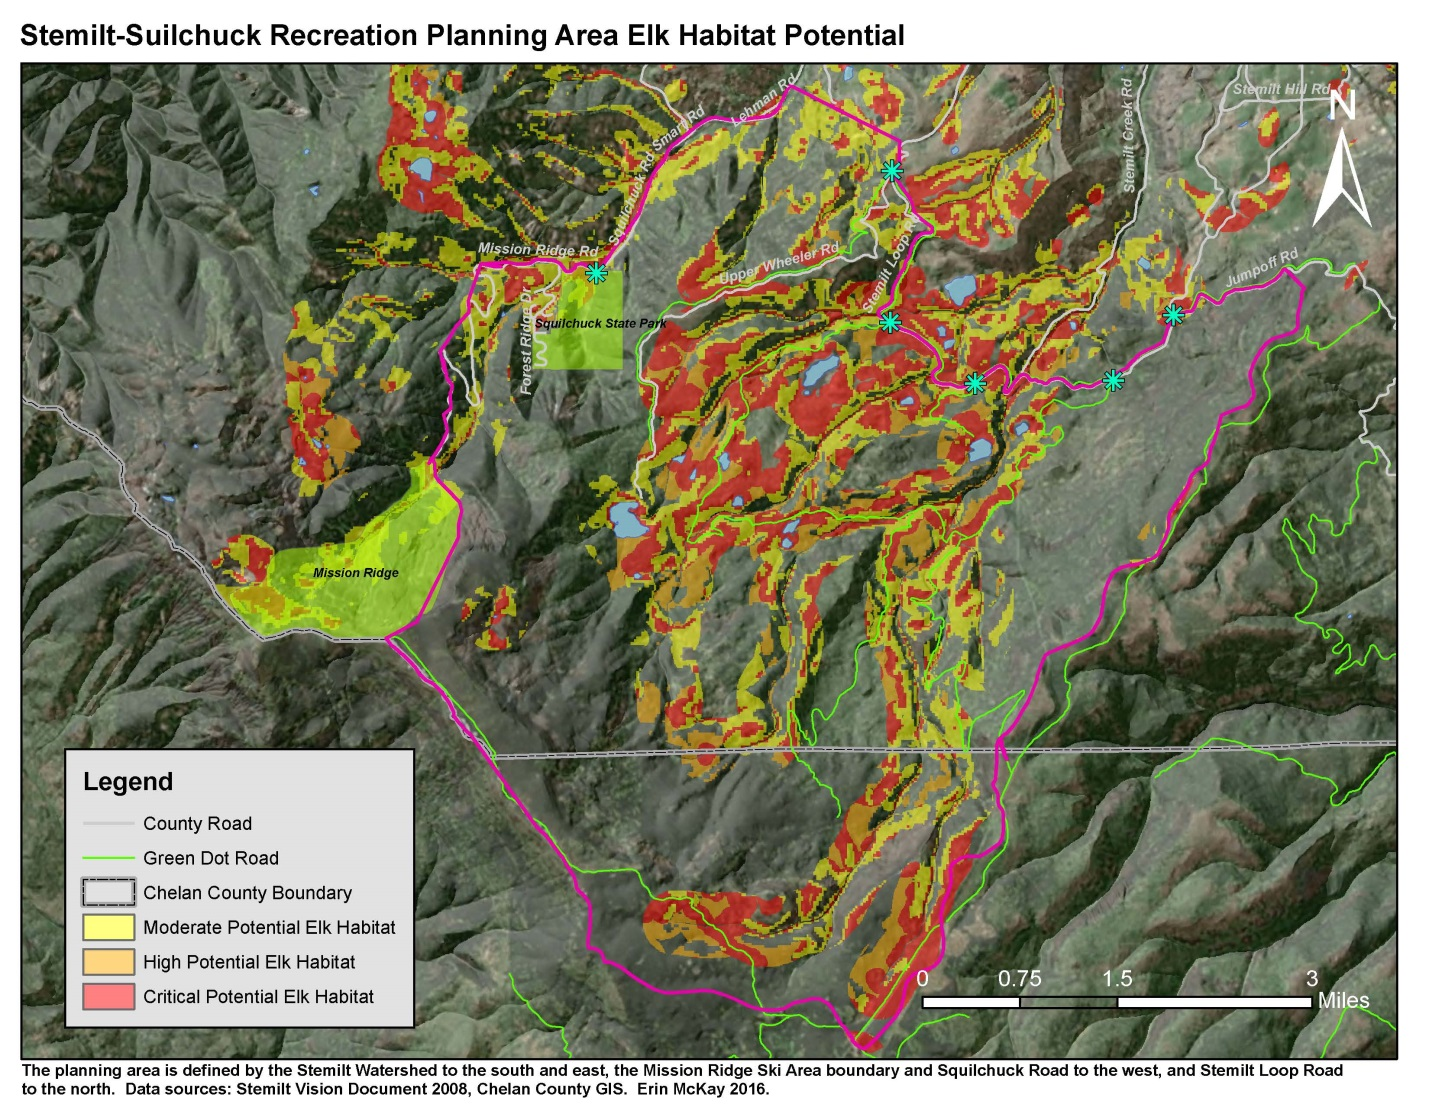 Stemilt-Suilchuck Recreation Planning Area Elk Habitat Potential
Lehman Rd
Smart Rd
Squilchuck Rd
Stemilt Creek Rd
Stemilt Hill Rd
N
Mission Ridge Rd
Upper Wheeler Rd
Stemilt Loop Rd
Jumpoff Rd
Forest Ridge Dr
Squilchuck State Park
Mission Ridge
Legend
County Road
Green Dot Road
Chelan County Boundary
Moderate Potential Elk Habitat
High Potential Elk Habitat
Critical Potential Elk Habitat
0 0.75 1.5 3
Miles
The planning area is defined by the Stemilt Watershed to the south and east, the Mission Ridge Ski Area boundary and Squilchuck Road to the west, and Stemilt Loop Road
to the north.  Data sources: Stemilt Vision Document 2008, Chelan County GIS.  Erin McKay 2016.